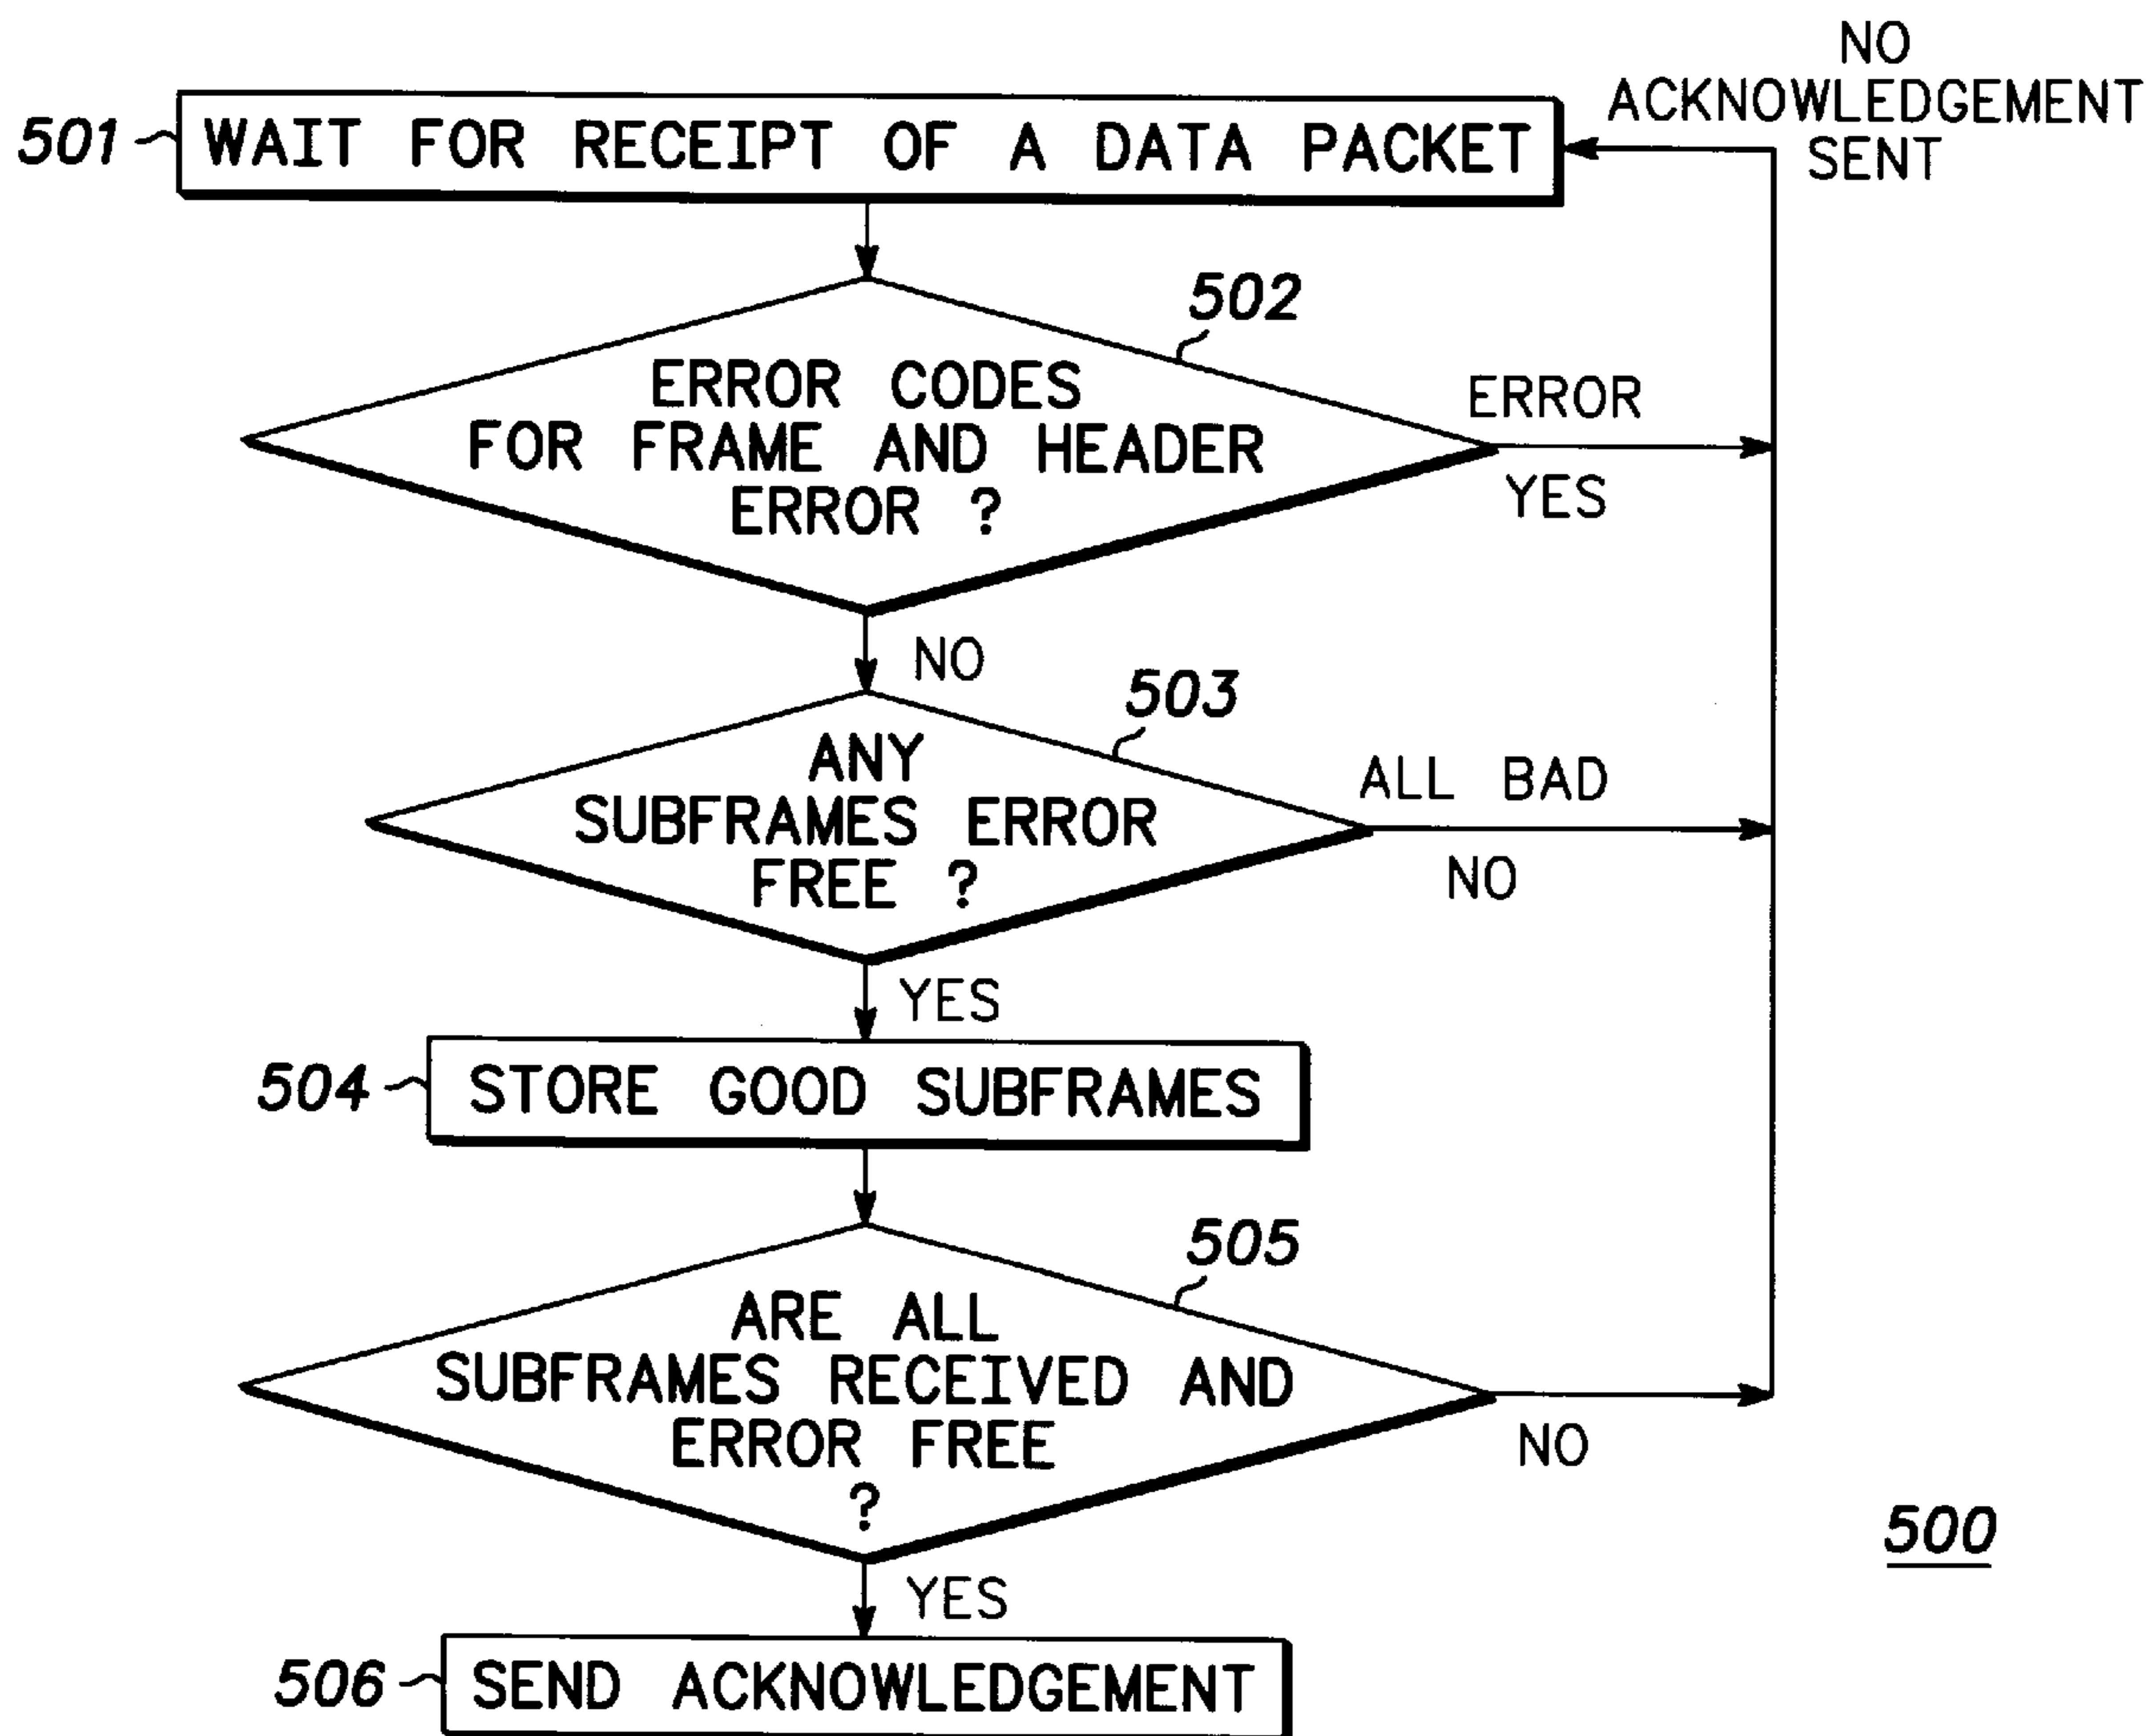 NO
ACKNOWLEDGEMENT
SENT
501
WAIT FOR RECEIPT OF A DATA PACKET
502
ERROR CODES
FOR FRAME AND HEADER
ERROR ?
ERROR
YES
NO
503
ANY
SUBFRAMES ERROR
FREE ?
ALL BAD
NO
YES
504
STORE GOOD SUBFRAMES
505
ARE ALL
SUBFRAMES RECEIVED AND
ERROR FREE
?
NO
500
YES
506
SEND ACKNOWLEDGEMENT